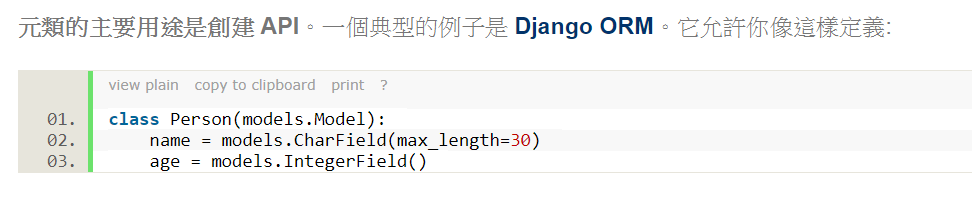 元類的主要用途是創建 API。一個典型的例子是 Django ORM。它允許你像這樣定義:
view plain copy to clipboard print ?
01. class Person(models.Model):
02.     name = models.CharField(max_length=30)
03.     age = models.IntegerField()